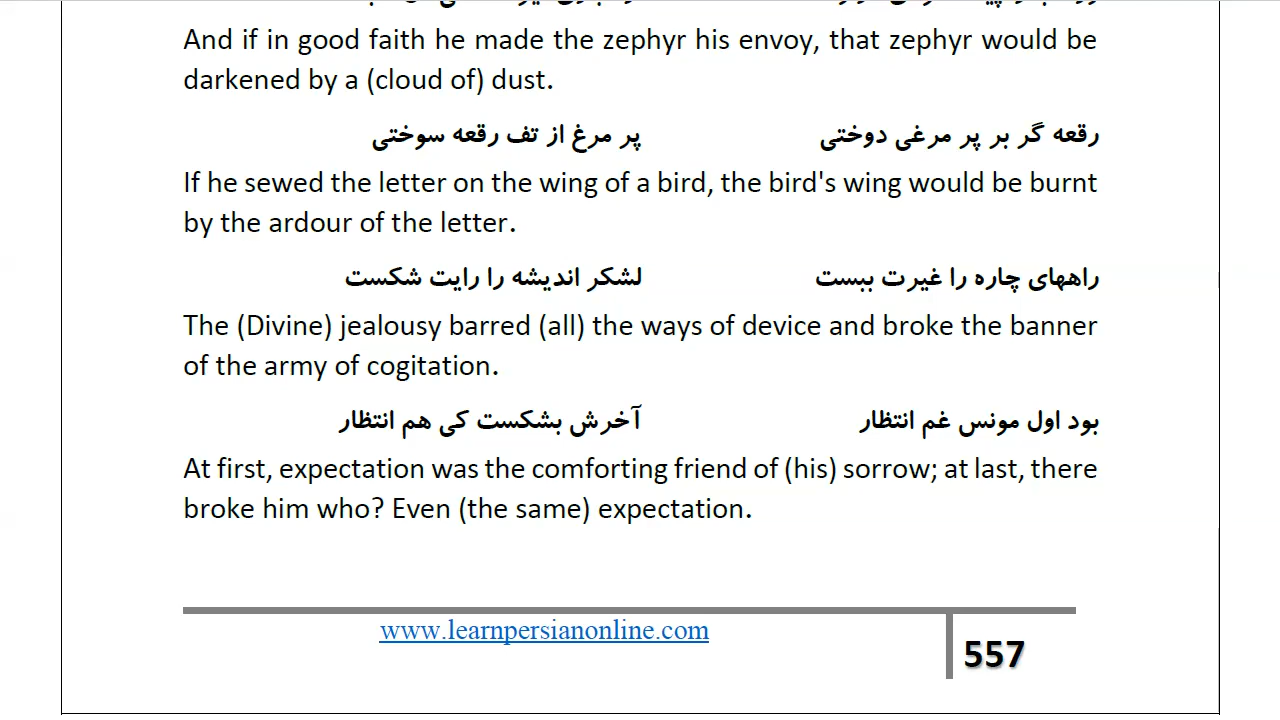 And if in good faith he made the zephyr his envoy, that zephyr would be
darkened by a (cloud of) dust.
رقعه گر بر پر مرغی دوختی پر مرغ از تف رقعه سوختی
If he sewed the letter on the wing of a bird, the bird's wing would be burnt
by the ardour of the letter.
راههای چاره را غیرت ببست لشکر اندیشه را رایت شکست
The (Divine) jealousy barred (all) the ways of device and broke the banner
of the army of cogitation.
بود اول مونس غم انتظار آخرش بشکست کی هم انتظار
At first, expectation was the comforting friend of (his) sorrow; at last, there
broke him who? Even (the same) expectation.
www.learnpersianonline.com
557